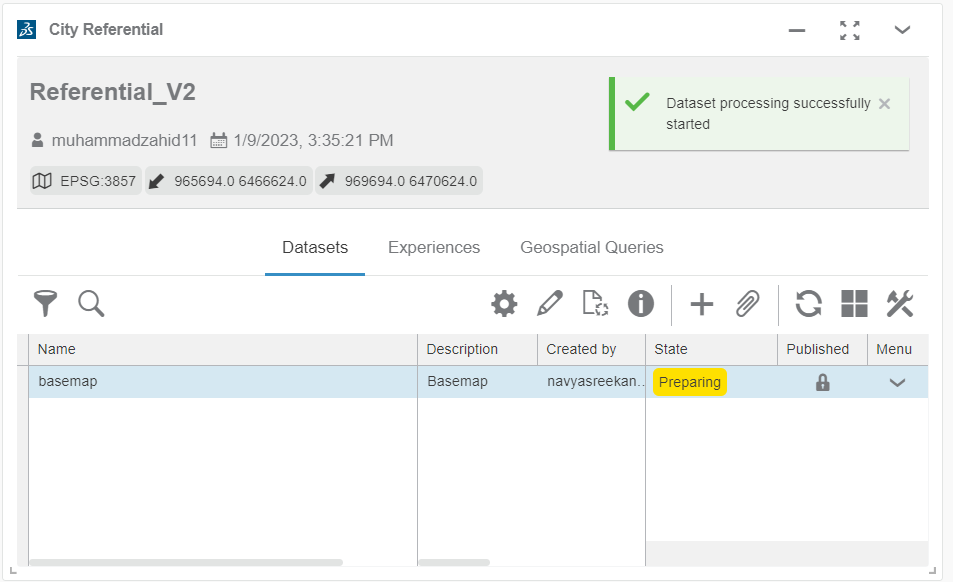 City Referential
Referential_V2
Dataset processing successfully
started
muhammadzahid11 1/9/2023, 3:35:21 PM
EPSG:3857 965694.0 6466624.0 969694.0 6470624.0
Datasets Experiences Geospatial Queries
Name Description Created by State Published Menu
basemap Basemap navyasreekan... Preparing